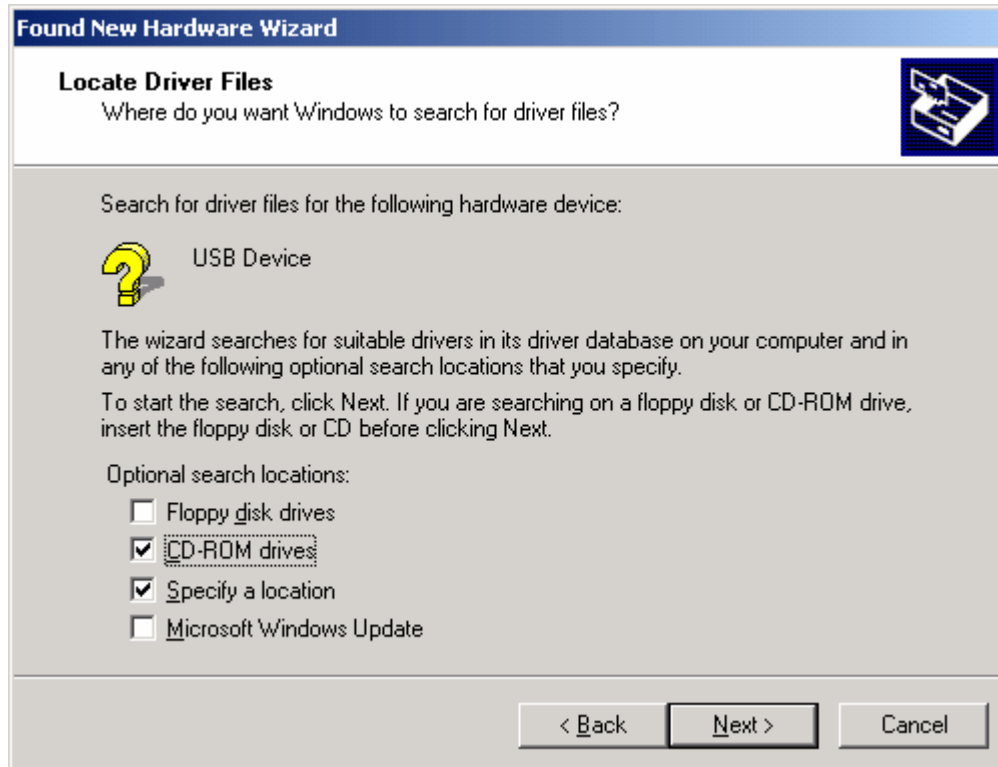 Found New Hardware Wizard
Locate Driver Files
Where do you want Windows to search for driver files?
Search for driver files for the following hardware device:
USB Device
The wizard searches for suitable drivers in its driver database on your computer and in
any of the following optional search locations that you specify.
To start the search, click Next. If you are searching on a floppy disk or CD-ROM drive,
insert the floppy disk or CD before clicking Next.
Optional search locations:
Floppy disk drives
CD-ROM drives
Specify a location
Microsoft Windows Update
< Back Next > Cancel